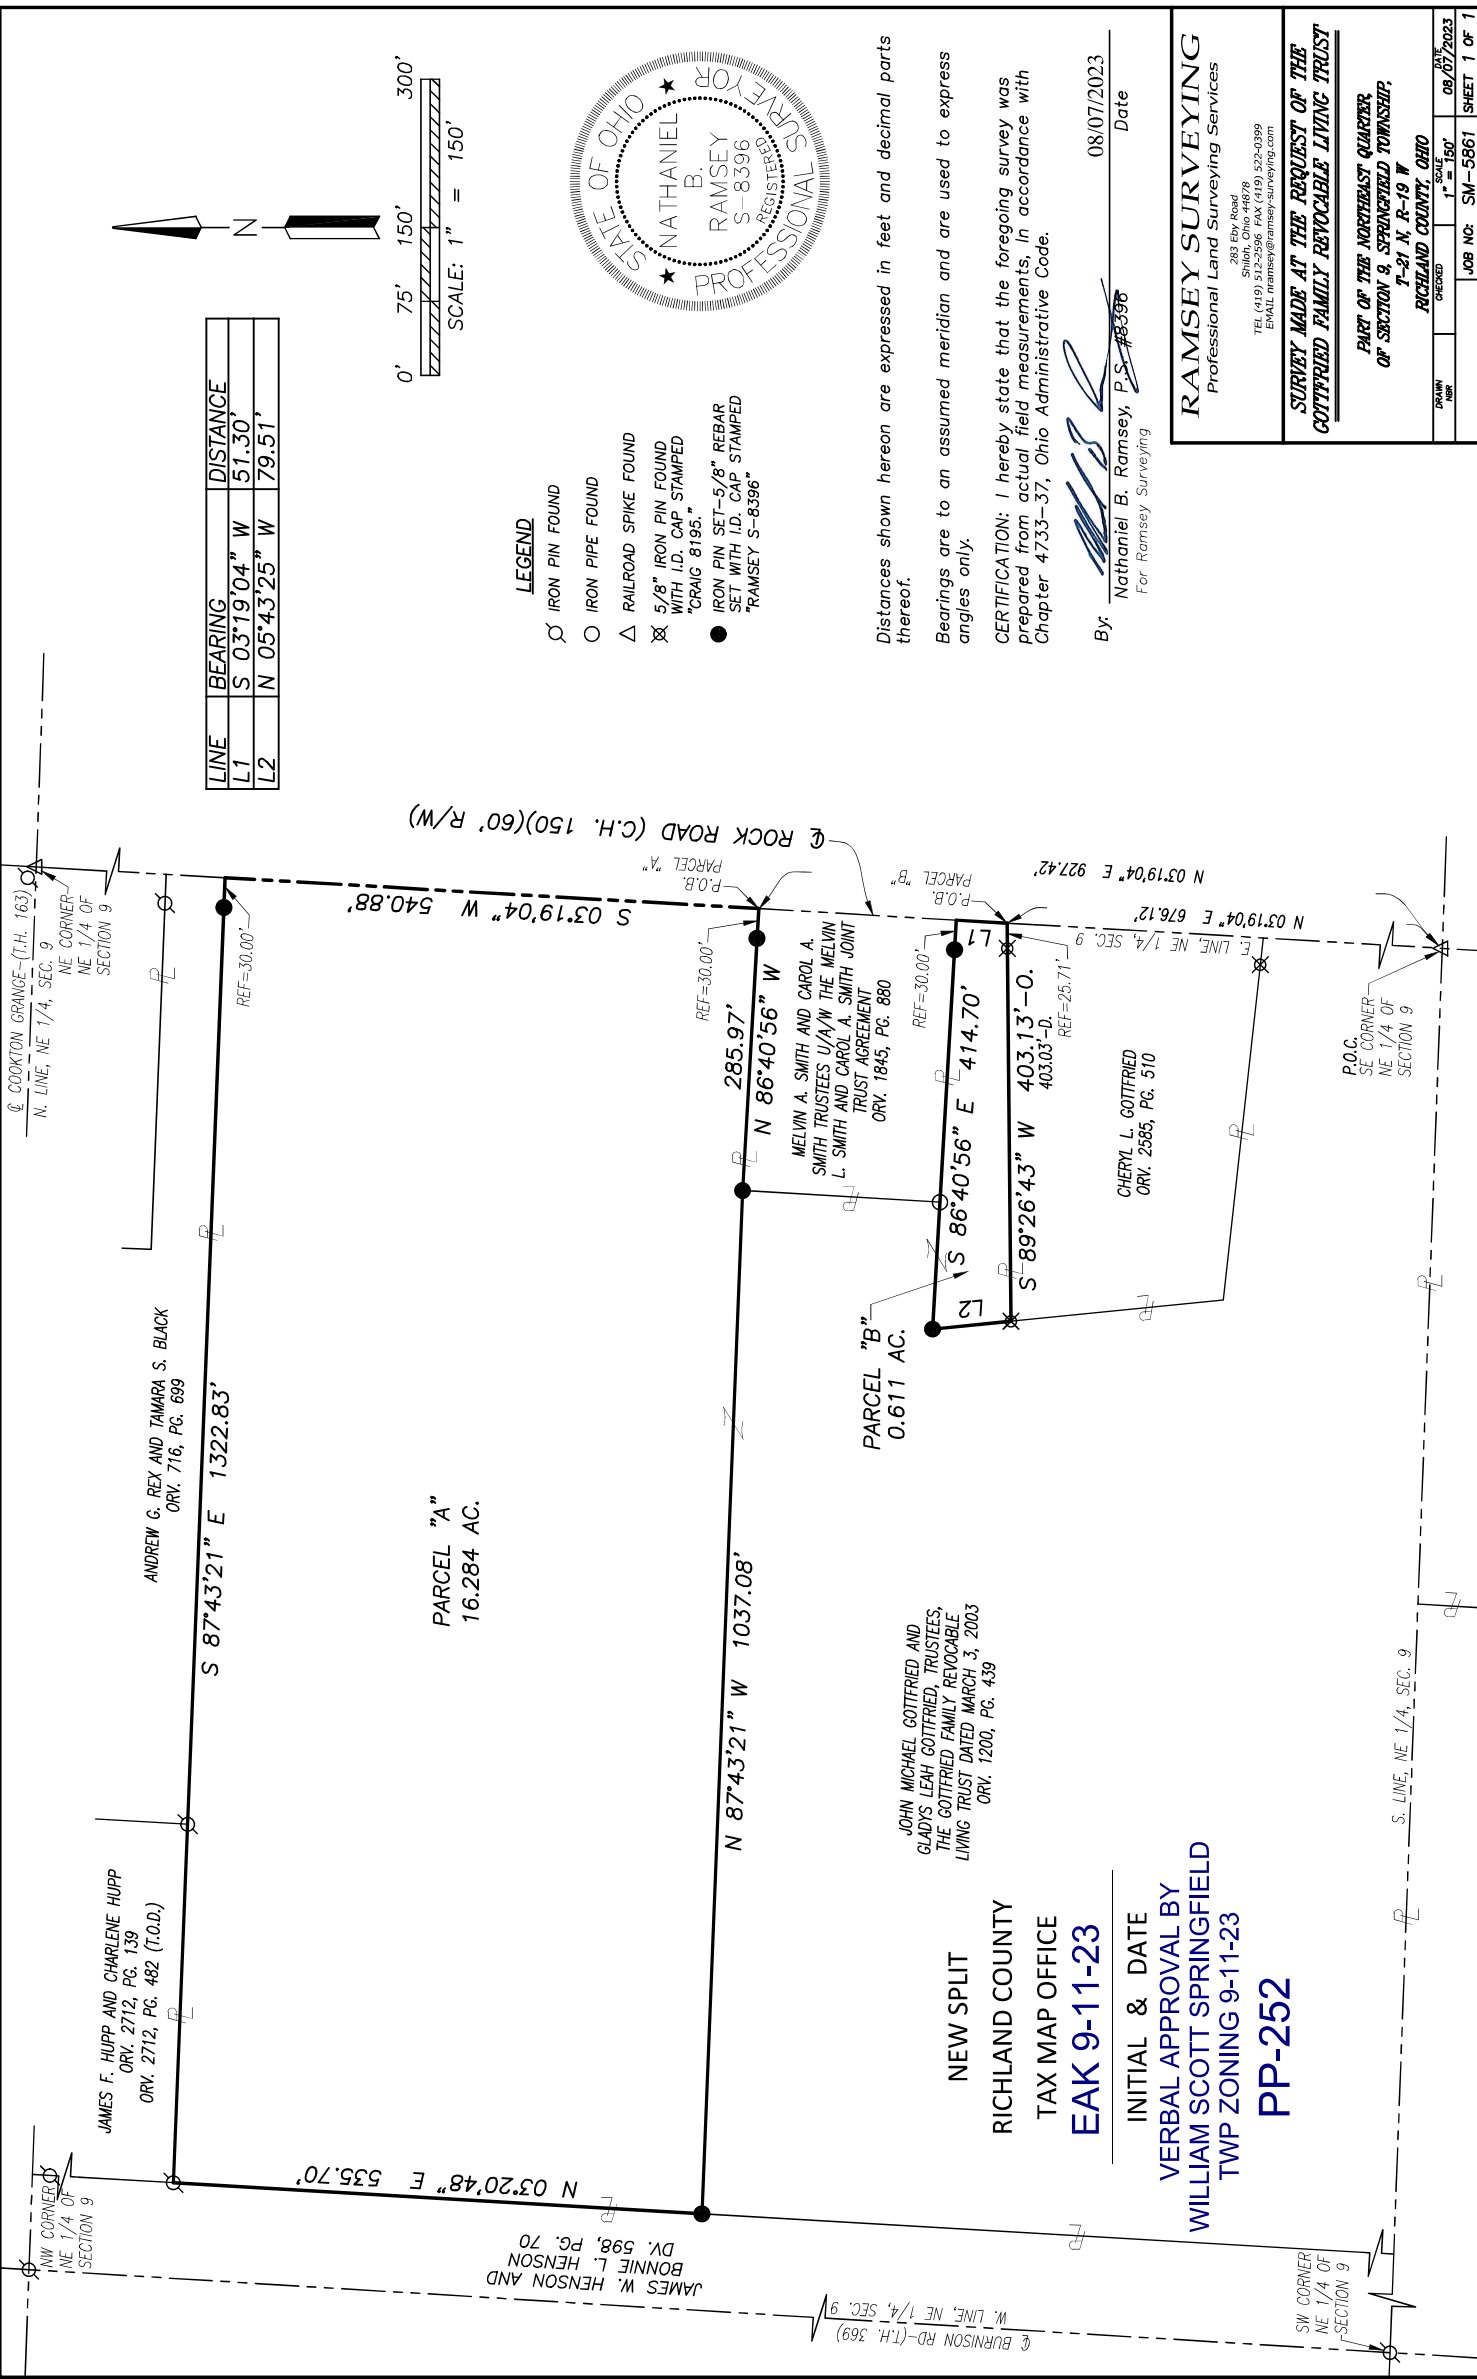 ℄ COOKTON GRANGE-(T.H. 163)
N. LINE, NE 1/4, SEC. 9
NE CORNER
NE 1/4 OF
SECTION 9
NW CORNER
NE 1/4 OF
SECTION 9
JAMES F. HUPP AND CHARLENE HUPP
ORV. 2712, PG. 139
ORV. 2712, PG. 482 (T.O.D.)
ANDREW G. REX AND TAMARA S. BLACK
ORV. 716, PG. 699
S 87°43'21" E 1322.83'
REF=30.00'
PARCEL "A"
16.284 AC.
N 03°20'48" E 535.70'
JAMES W. HENSON AND
BONNIE L. HENSON
DV. 598, PG. 70
S 03°19'04" W 540.88'
℄ ROCK ROAD (C.H. 150)(60' R/W)
P.O.B.
PARCEL "A"
REF=30.00'
285.97'
N 86°40'56" W
N 87°43'21" W 1037.08'
MELVIN A. SMITH AND CAROL A.
SMITH TRUSTEES U/A/W THE MELVIN
L. SMITH AND CAROL A. SMITH JOINT
TRUST AGREEMENT
ORV. 1845, PG. 880
P.O.B.
PARCEL "B"
REF=30.00'
L1
S 86°40'56" E 414.70'
S 89°26'43" W 403.13'-O.
403.03'-D.
REF=25.71'
L2
PARCEL "B"
0.611 AC.
N 03°19'04" E 927.42'
N 03°19'04" E 676.12'
E. LINE, NE 1/4, SEC. 9
CHERYL L. GOTTFRIED
ORV. 2585, PG. 510
JOHN MICHAEL GOTTFRIED AND
GLADYS LEAH GOTTFRIED, TRUSTEES,
THE GOTTFRIED FAMILY REVOCABLE
LIVING TRUST DATED MARCH 3, 2003
ORV. 1200, PG. 439
P.O.C.
SE CORNER
NE 1/4 OF
SECTION 9
S. LINE, NE 1/4, SEC. 9
W. LINE, NE 1/4, SEC. 9
℄ BURNISON RD-(T.H. 369)
SW CORNER
NE 1/4 OF
SECTION 9
NEW SPLIT
RICHLAND COUNTY
TAX MAP OFFICE
EAK 9-11-23
INITIAL & DATE
VERBAL APPROVAL BY
WILLIAM SCOTT SPRINGFIELD
TWP ZONING 9-11-23
PP-252
LINE BEARING DISTANCE
L1 S 03°19'04" W 51.30'
L2 N 05°43'25" W 79.51'
N
0' 75' 150' 300'
SCALE: 1" = 150'
LEGEND
IRON PIN FOUND
IRON PIPE FOUND
RAILROAD SPIKE FOUND
5/8" IRON PIN FOUND
WITH I.D. CAP STAMPED
"CRAIG 8195."
IRON PIN SET-5/8" REBAR
SET WITH I.D. CAP STAMPED
"RAMSEY S-8396"
STATE OF OHIO
NATHANIEL
B.
RAMSEY
S-8396
REGISTERED
PROFESSIONAL SURVEYOR
Distances shown hereon are expressed in feet and decimal parts
thereof.
Bearings are to an assumed meridian and are used to express
angles only.
CERTIFICATION: I hereby state that the foregoing survey was
prepared from actual field measurements, In accordance with
Chapter 4733-37, Ohio Administrative Code.
By: 08/07/2023
Nathaniel B. Ramsey, P.S. #8396 Date
For Ramsey Surveying
RAMSEY SURVEYING
Professional Land Surveying Services
283 Eby Road
Shiloh, Ohio 44878
TEL (419) 512-2596 FAX (419) 522-0399
EMAIL nramsey@ramsey-surveying.com
SURVEY MADE AT THE REQUEST OF THE
GOTTFRIED FAMILY REVOCABLE LIVING TRUST
PART OF THE NORTHEAST QUARTER,
OF SECTION 9, SPRINGFIELD TOWNSHIP,
T-21 N, R-19 W
RICHLAND COUNTY, OHIO
DRAWN
NBR
CHECKED
SCALE
1" = 150'
DATE
08/07/2023
JOB NO: SM-5861
SHEET 1 OF 1